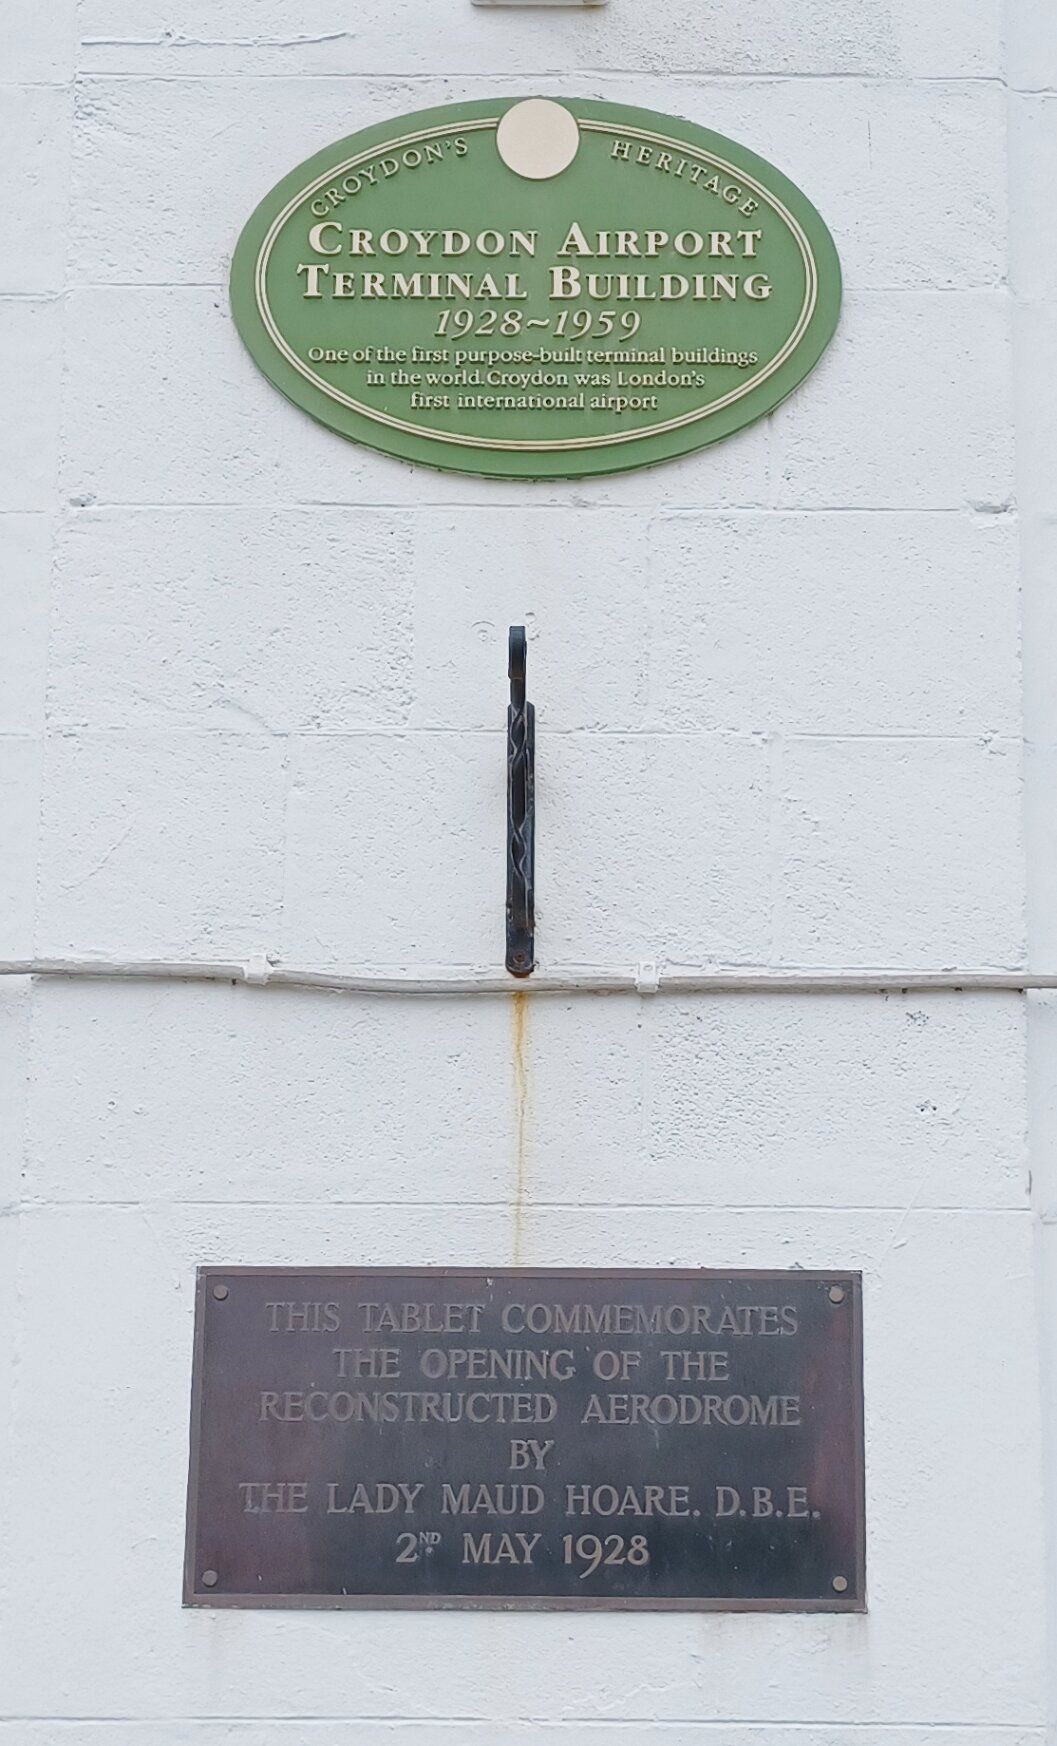 CROYDON'S HERITAGE
CROYDON AIRPORT
TERMINAL BUILDING
1928~1959
One of the first purpose-built terminal buildings
in the world. Croydon was London's
first international airport
THIS TABLET COMMEMORATES
THE OPENING OF THE
RECONSTRUCTED AERODROME
BY
THE LADY MAUD HOARE. D.B.E.
2ND. MAY 1928